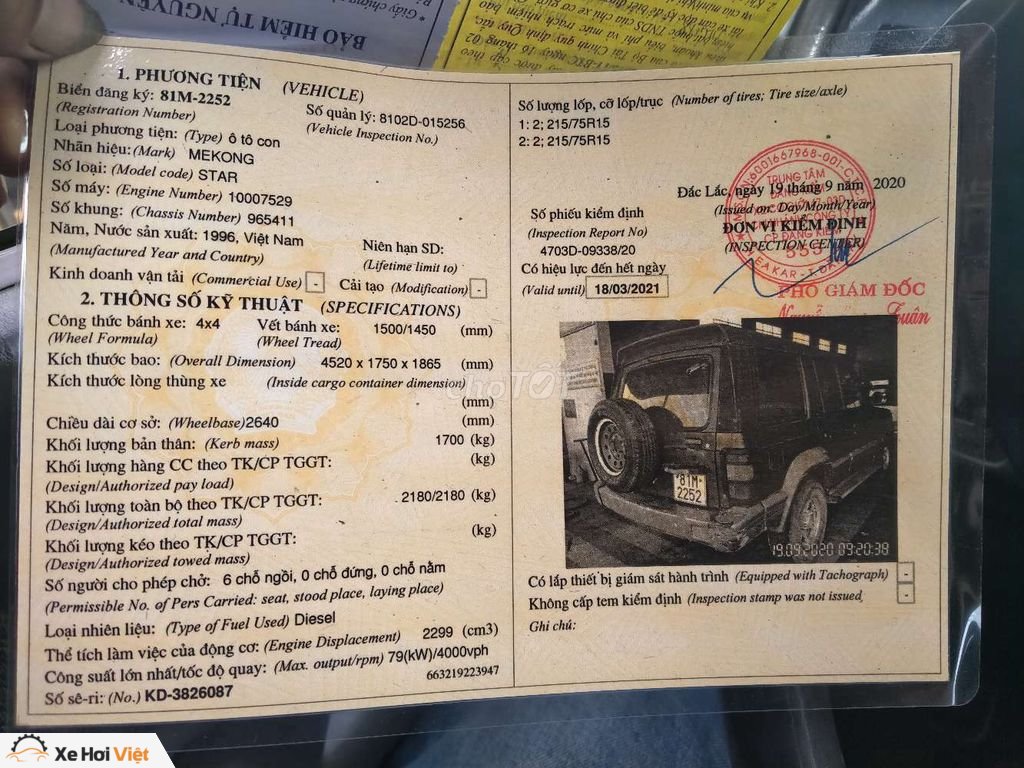 BẢO HIỂM TỰ NGUYỆN
1. PHƯƠNG TIỆN (VEHICLE)
Biển đăng ký: 81M-2252
(Registration Number)
Số quản lý: 8102D-015256
(Vehicle Inspection No.)
Loại phương tiện: (Type) ô tô con
Nhãn hiệu: (Mark) MEKONG
Số loại: (Model code) STAR
Số máy: (Engine Number) 10007529
Số khung: (Chassis Number) 965411
Năm, Nước sản xuất: 1996, Việt Nam
(Manufactured Year and Country)
Niên hạn SD:
(Lifetime limit to)
Kinh doanh vận tải (Commercial Use) - Cải tạo (Modification) -
2. THÔNG SỐ KỸ THUẬT (SPECIFICATIONS)
Công thức bánh xe: 4x4 Vết bánh xe: 1500/1450 (mm)
(Wheel Formula) (Wheel Tread)
Kích thước bao: (Overall Dimension) 4520 x 1750 x 1865 (mm)
Kích thước lòng thùng xe (Inside cargo container dimension)
(mm)
Chiều dài cơ sở: (Wheelbase) 2640 (mm)
Khối lượng bản thân: (Kerb mass) 1700 (kg)
Khối lượng hàng CC theo TK/CP TGGT: (kg)
(Design/Authorized pay load)
Khối lượng toàn bộ theo TK/CP TGGT: 2180/2180 (kg)
(Design/Authorized total mass)
Khối lượng kéo theo TK/CP TGGT: (kg)
(Design/Authorized towed mass)
Số người cho phép chở: 6 chỗ ngồi, 0 chỗ đứng, 0 chỗ nằm
(Permissible No. of Pers Carried: seat, stood place, laying place)
Loại nhiên liệu: (Type of Fuel Used) Diesel
Thể tích làm việc của động cơ: (Engine Displacement) 2299 (cm3)
Công suất lớn nhất/tốc độ quay: (Max. output/rpm) 79(kW)/4000vph
663219223947
Số sê-ri: (No.) KD-3826087
Số lượng lốp, cỡ lốp/trục (Number of tires; Tire size/axle)
1: 2; 215/75R15
2: 2; 215/75R15
Đắc Lắc, ngày 19 tháng 9 năm 2020
(Issued on: Day/Month/Year)
ĐƠN VỊ KIỂM ĐỊNH
(INSPECTION CENTER)
Số phiếu kiểm định
(Inspection Report No)
4703D-09338/20
Có hiệu lực đến hết ngày
(Valid until) 18/03/2021
TRUNG TÂM
PHÓ GIÁM ĐỐC
81M
2252
19.09.2020 09:20:38
Có lắp thiết bị giám sát hành trình (Equipped with Tachograph) -
Không cấp tem kiểm định (Inspection stamp was not issued) -
Ghi chú:
Xe Hơi Việt